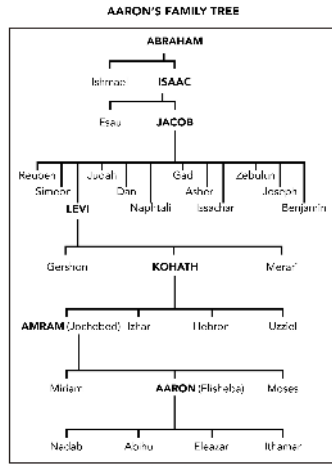 AARON'S FAMILY TREE
ABRAHAM
Ishmae ISAAC
Esau JACOB
Reuben Judah Gad Zebulun
Simeon Dan Asher Joseph
LEVI Naphtali Issachar Benjamin
Gershon KOHATH Merari
AMRAM (Jochebed) Izhar Hebron Uzziel
Miriam AARON (Elisheba) Moses
Nadab Abihu Eleazar Ithamar